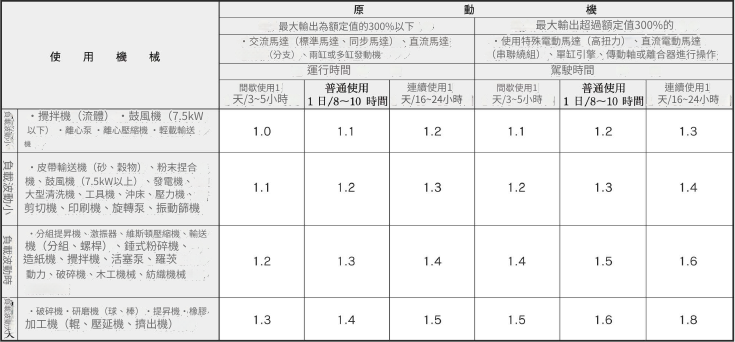 原動機
最大輸出為額定值的300%以下
最大輸出超過額定值300%的
使用機械
・交流馬達（標準馬達、同步馬達）、直流馬達
（分支）、兩缸或多缸發動機
・使用特殊電動馬達（高扭力）、直流電動馬達
（串聯繞組）、單缸引擎、傳動軸或離合器進行操作
運行時間
駕駛時間
間歇使用1
天/3~5小時
普通使用
1 日/8～10 時間
連續使用1
天/16~24小時
間歇使用1
天/3~5小時
普通使用
1 日/8～10 時間
連續使用1
天/16~24小時
・攪拌機（流體）・鼓風機（7,5kW
以下）・離心泵・離心壓縮機・輕載輸送
機
1.0 1.1 1.2 1.1 1.2 1.3
負載波動小
・皮帶輸送機（砂、穀物）、粉末捏合
機、鼓風機（7.5kW以上）、發電機、
大型清洗機、工具機、沖床、壓力機、
剪切機、印刷機、旋轉泵、振動篩機
1.1 1.2 1.3 1.2 1.3 1.4
負載波動時
・分組提昇機、激振器、維斯頓壓縮機、輸送
機（分組、螺桿）、錘式粉碎機、
造紙機、攪拌機、活塞泵、羅茨
動力、破碎機、木工機械、紡織機械
1.2 1.3 1.4 1.4 1.5 1.6
・破碎機・研磨機（球、棒）・提昇機・橡膠
加工機（輥、壓延機、擠出機）
1.3 1.4 1.5 1.5 1.6 1.8